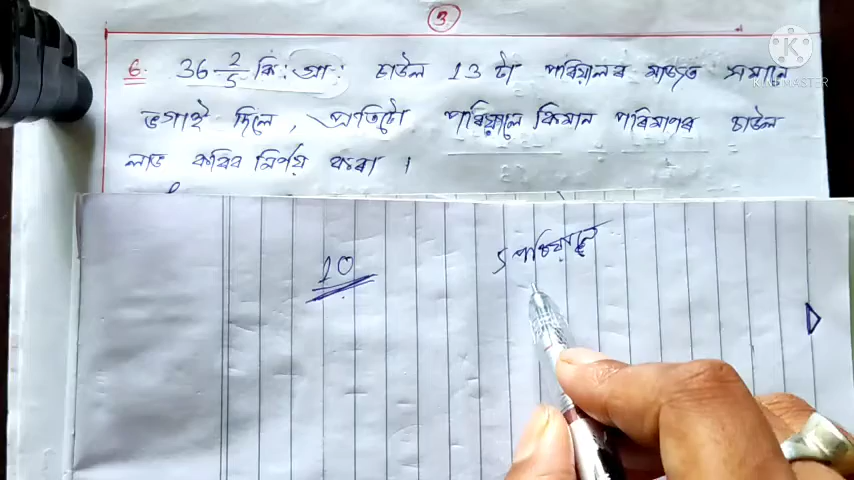 3
6. 36 2/5 কি: গ্ৰা: চাউল 13 টা পৰিয়ালৰ মাজত সমানে
ভগাই দিলে, প্ৰতিটো পৰিয়ালে কিমান পৰিমাণৰ চাউল
লাভ কৰিব নিৰ্ণয় কৰা ।
10
KINEMASTER